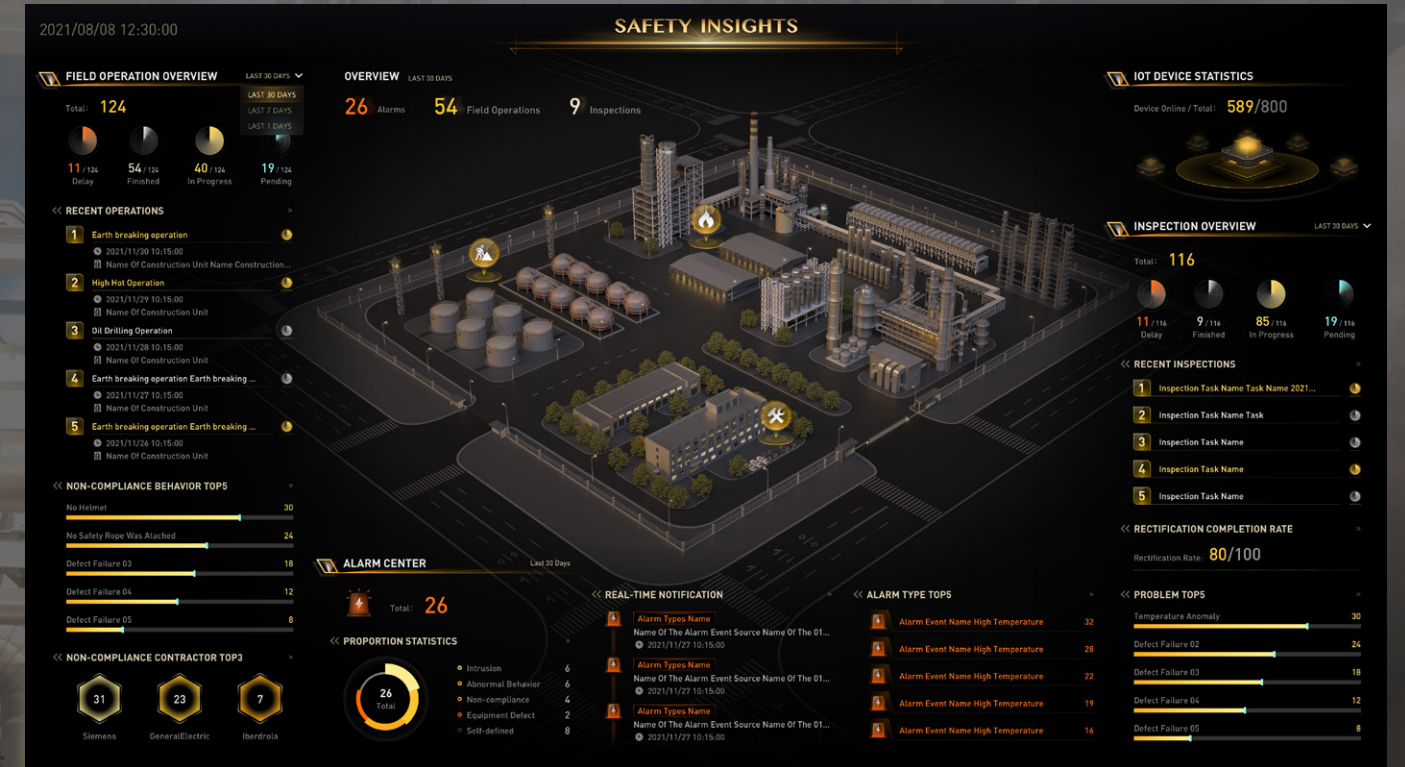 2021/08/08 12:30:00
SAFETY INSIGHTS
FIELD OPERATION OVERVIEW
LAST 30 DAYS
LAST 30 DAYS
LAST 7 DAYS
LAST 1 DAYS
Total: 124
11/124
Delay
54/124
Finished
40/124
In Progress
19/124
Pending
RECENT OPERATIONS
1 Earth breaking operation
2021/11/30 10:15:00
Name Of Construction Unit Name Construction...
2 High Hot Operation
2021/11/29 10:15:00
Name Of Construction Unit
3 Oil Drilling Operation
2021/11/28 10:15:00
Name Of Construction Unit
4 Earth breaking operation Earth breaking ...
2021/11/27 10:15:00
Name Of Construction Unit
5 Earth breaking operation Earth breaking ...
2021/11/26 10:15:00
Name Of Construction Unit
NON-COMPLIANCE BEHAVIOR TOP5
No Helmet 30
No Safety Rope Was Atached 24
Defect Failure 03 18
Defect Failure 04 12
Defect Failure 05 8
NON-COMPLIANCE CONTRACTOR TOP3
31
Siemens
23
GeneralElectric
7
Iberdrola
OVERVIEW LAST 30 DAYS
26 Alarms 54 Field Operations 9 Inspections
ALARM CENTER Last 30 Days
Total: 26
PROPORTION STATISTICS
26
Total
Intrusion 6
Abnormal Behavior 6
Non-compliance 4
Equipment Defect 2
Self-defined 8
REAL-TIME NOTIFICATION
Alarm Types Name
Name Of The Alarm Event Source Name Of The 01...
2021/11/27 10:15:00
Alarm Types Name
Name Of The Alarm Event Source Name Of The 01...
2021/11/27 10:15:00
Alarm Types Name
Name Of The Alarm Event Source Name Of The 01...
2021/11/27 10:15:00
ALARM TYPE TOP5
Alarm Event Name High Temperature 32
Alarm Event Name High Temperature 28
Alarm Event Name High Temperature 22
Alarm Event Name High Temperature 19
Alarm Event Name High Temperature 16
IOT DEVICE STATISTICS
Device Online / Total: 589/800
INSPECTION OVERVIEW LAST 30 DAYS
Total: 116
11/116
Delay
9/116
Finished
85/116
In Progress
19/116
Pending
RECENT INSPECTIONS
1 Inspection Task Name Task Name 2021...
2 Inspection Task Name Task
3 Inspection Task Name
4 Inspection Task Name
5 Inspection Task Name
RECTIFICATION COMPLETION RATE
Rectification Rate: 80/100
PROBLEM TOP5
Temperature Anomaly 30
Defect Failure 02 24
Defect Failure 03 18
Defect Failure 04 12
Defect Failure 05 8